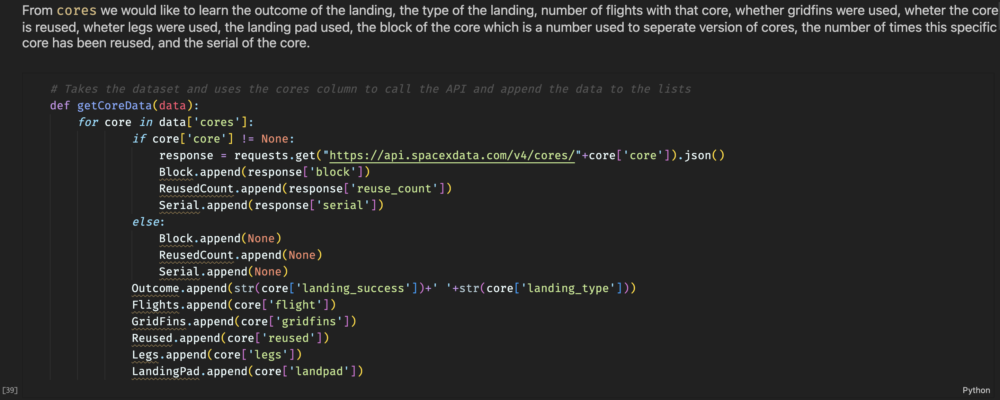 From cores we would like to learn the outcome of the landing, the type of the landing, number of flights with that core, whether gridfins were used, wheter the core
is reused, wheter legs were used, the landing pad used, the block of the core which is a number used to seperate version of cores, the number of times this specific
core has been reused, and the serial of the core.
# Takes the dataset and uses the cores column to call the API and append the data to the lists
def getCoreData(data):
    for core in data['cores']:
            if core['core'] != None:
                response = requests.get("https://api.spacexdata.com/v4/cores/"+core['core']).json()
                Block.append(response['block'])
                ReusedCount.append(response['reuse_count'])
                Serial.append(response['serial'])
            else:
                Block.append(None)
                ReusedCount.append(None)
                Serial.append(None)
            Outcome.append(str(core['landing_success'])+' '+str(core['landing_type']))
            Flights.append(core['flight'])
            GridFins.append(core['gridfins'])
            Reused.append(core['reused'])
            Legs.append(core['legs'])
            LandingPad.append(core['landpad'])
[39]
Python